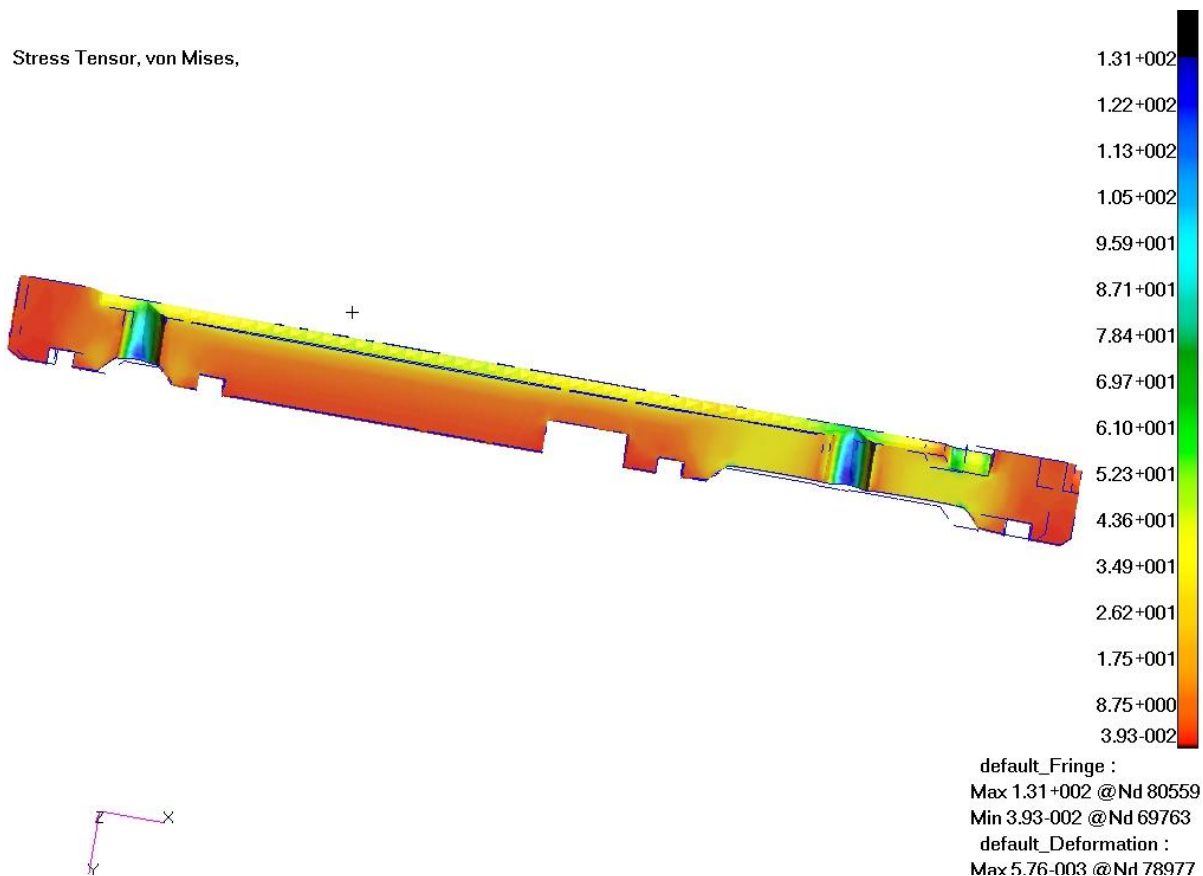 Stress Tensor, von Mises,
1.31+002
1.22+002
1.13+002
1.05+002
9.59+001
8.71+001
7.84+001
6.97+001
6.10+001
5.23+001
4.36+001
3.49+001
2.62+001
1.75+001
8.75+000
3.93-002
default_Fringe :
Max 1.31+002 @Nd 80559
Min 3.93-002 @Nd 69763
default_Deformation :
Max 5.76-003 @Nd 78977
Z
X
Y